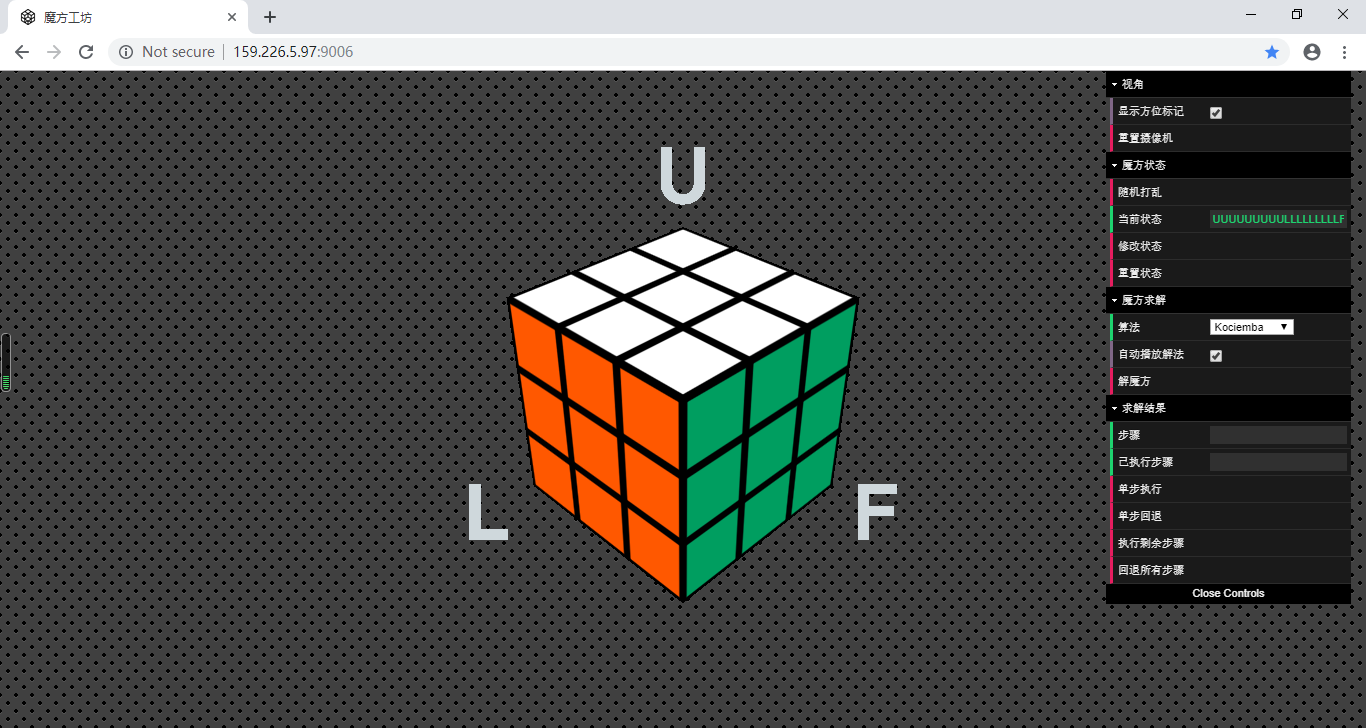 魔方工坊
Not secure 159.226.5.97:9006
视角
显示方位标记
重置摄像机
魔方状态
随机打乱
当前状态 UUUUUUUUULLLLLLLLLF
修改状态
重置状态
魔方求解
算法 Kociemba
自动播放解法
解魔方
求解结果
步骤
已执行步骤
单步执行
单步回退
执行剩余步骤
回退所有步骤
Close Controls
U
L
F